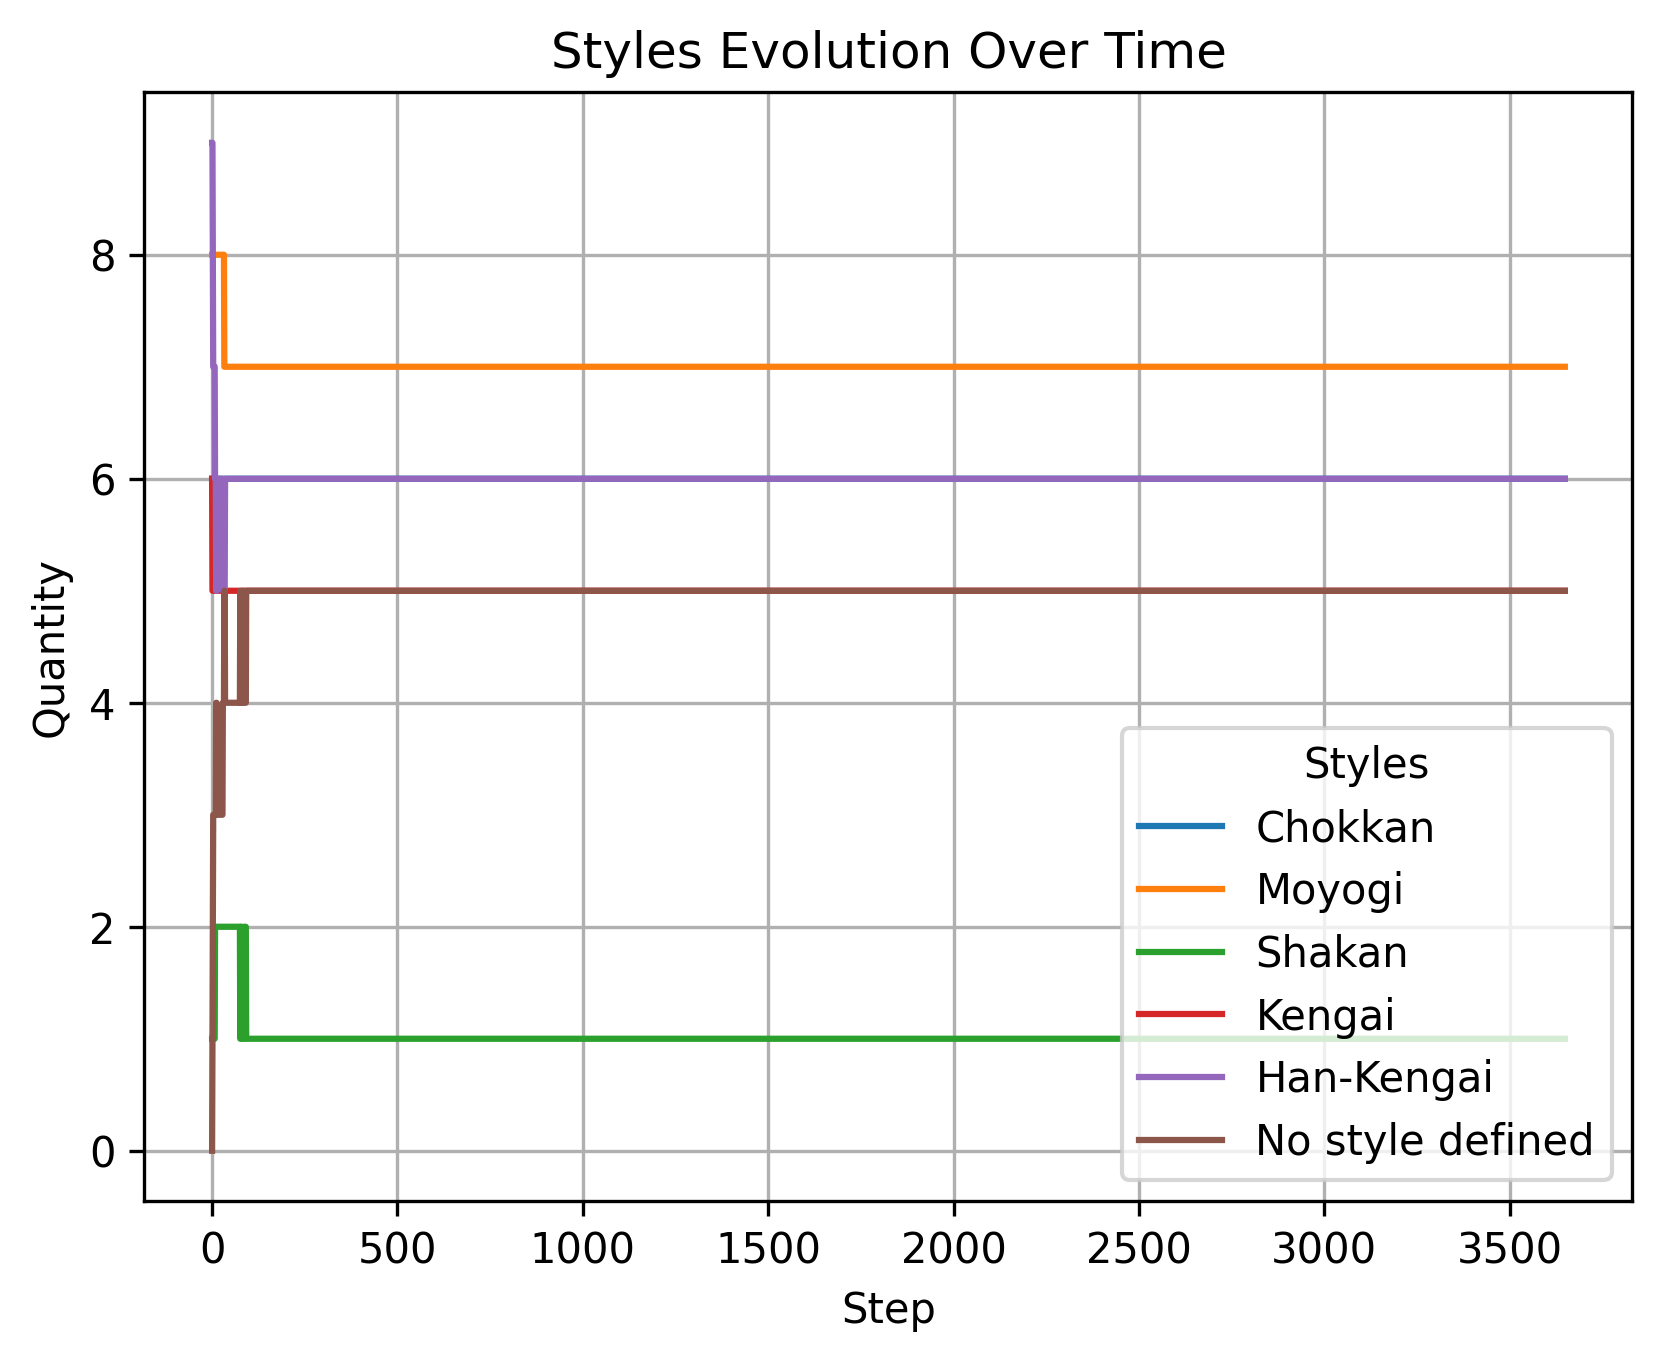 Styles Evolution Over Time
Quantity
8
6
4
2
0
Styles
Chokkan
Moyogi
Shakan
Kengai
Han-Kengai
No style defined
0 500 1000 1500 2000 2500 3000 3500
Step